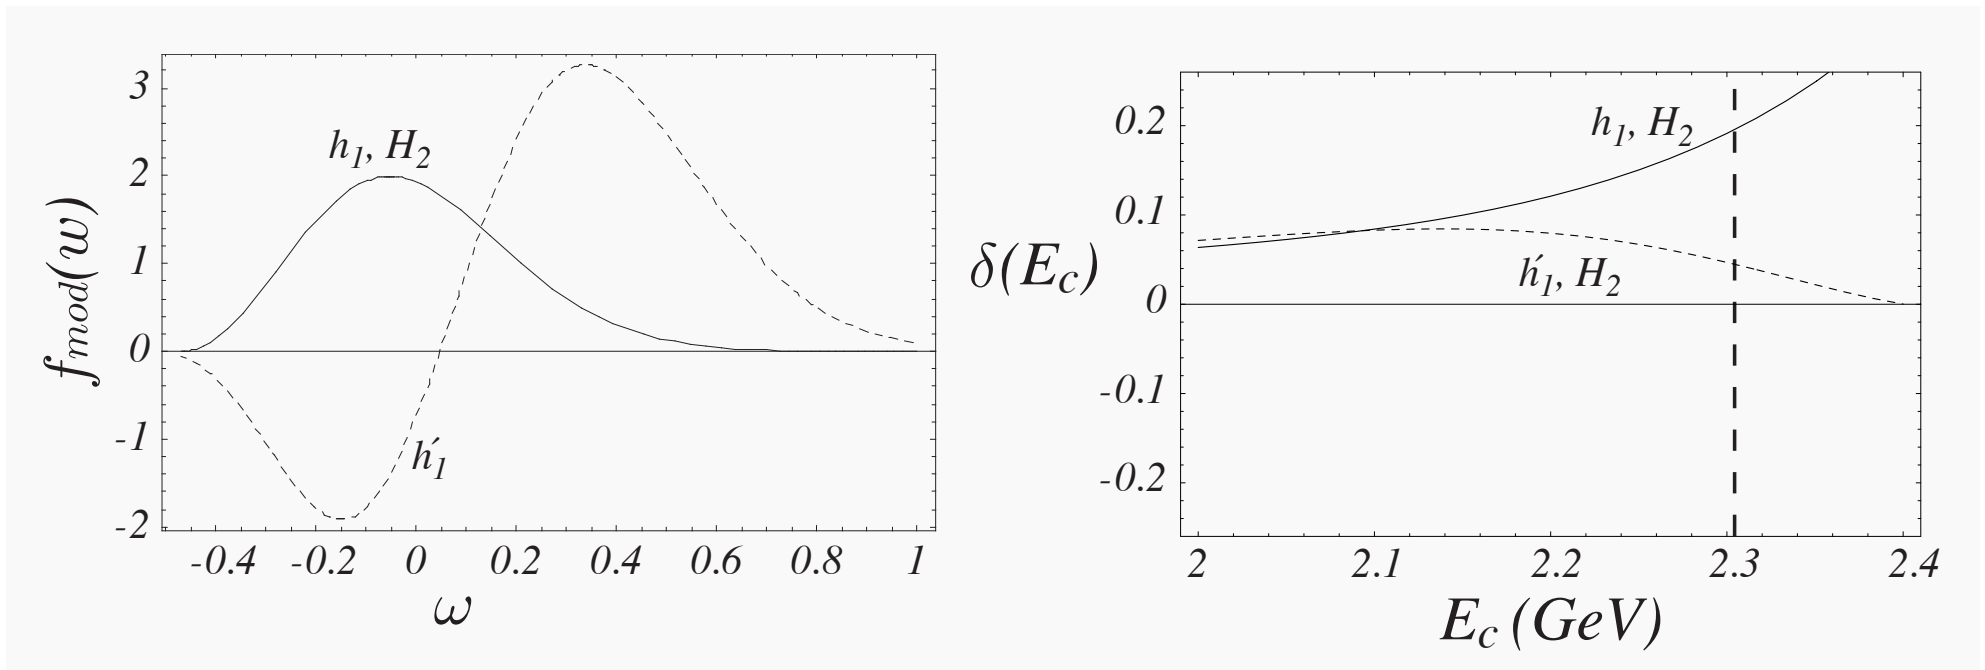 3
2
1
0
-1
-2
f_mod(w)
h_1, H_2
h́_1
-0.4 -0.2 0 0.2 0.4 0.6 0.8 1
ω
0.2
0.1
0
-0.1
-0.2
δ(E_c)
h_1, H_2
h́_1, H_2
2 2.1 2.2 2.3 2.4
E_c (GeV)